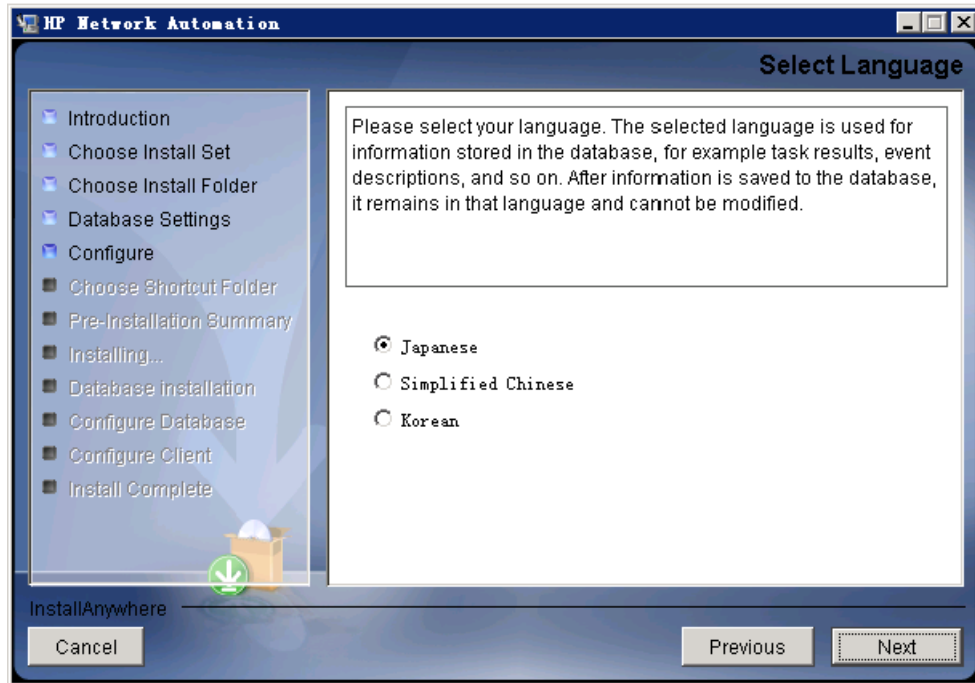 HP Network Automation
Select Language
Introduction
Choose Install Set
Choose Install Folder
Database Settings
Configure
Choose Shortcut Folder
Pre-Installation Summary
Installing...
Database installation
Configure Database
Configure Client
Install Complete
Please select your language. The selected language is used for
information stored in the database, for example task results, event
descriptions, and so on. After information is saved to the database,
it remains in that language and cannot be modified.
Japanese
Simplified Chinese
Korean
InstallAnywhere
Cancel
Previous
Next